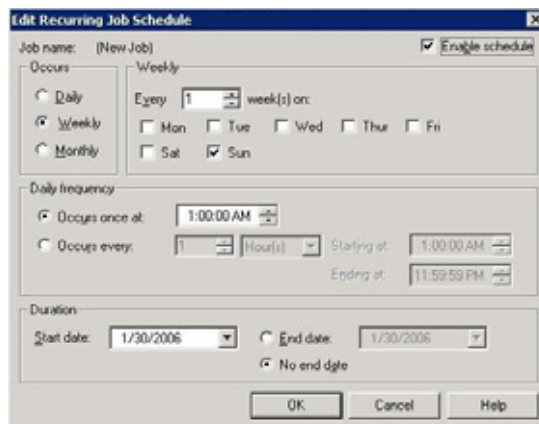 Edit Recurring Job Schedule
Job name: (New Job)
Enable schedule
Occurs
Daily
Weekly
Monthly
Weekly
Every 1 week(s) on:
Mon Tue Wed Thur Fri
Sat Sun
Daily frequency
Occurs once at: 1:00:00 AM
Occurs every: 1 Hour(s) Starting at: 1:00:00 AM
Ending at: 11:59:59 PM
Duration
Start date: 1/30/2006 End date: 1/30/2006
No end date
OK Cancel Help